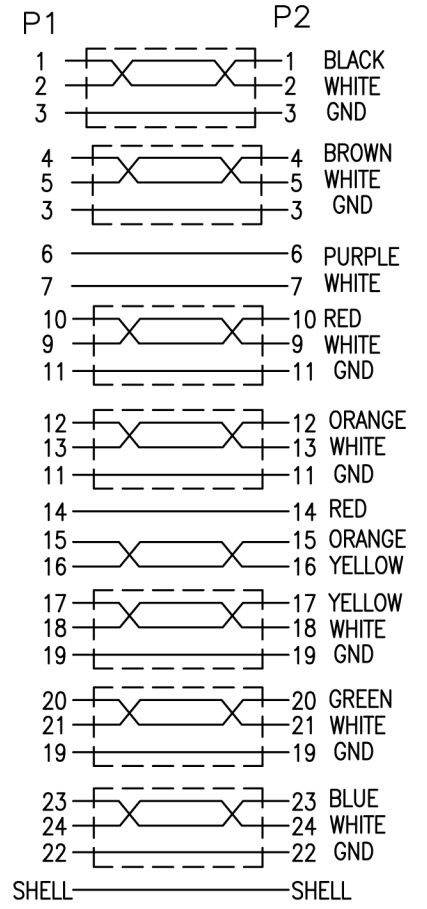 P1 P2
1 1 BLACK
2 2 WHITE
3 3 GND
4 4 BROWN
5 5 WHITE
3 3 GND
6 6 PURPLE
7 7 WHITE
10 10 RED
9 9 WHITE
11 11 GND
12 12 ORANGE
13 13 WHITE
11 11 GND
14 14 RED
15 15 ORANGE
16 16 YELLOW
17 17 YELLOW
18 18 WHITE
19 19 GND
20 20 GREEN
21 21 WHITE
19 19 GND
23 23 BLUE
24 24 WHITE
22 22 GND
SHELL SHELL